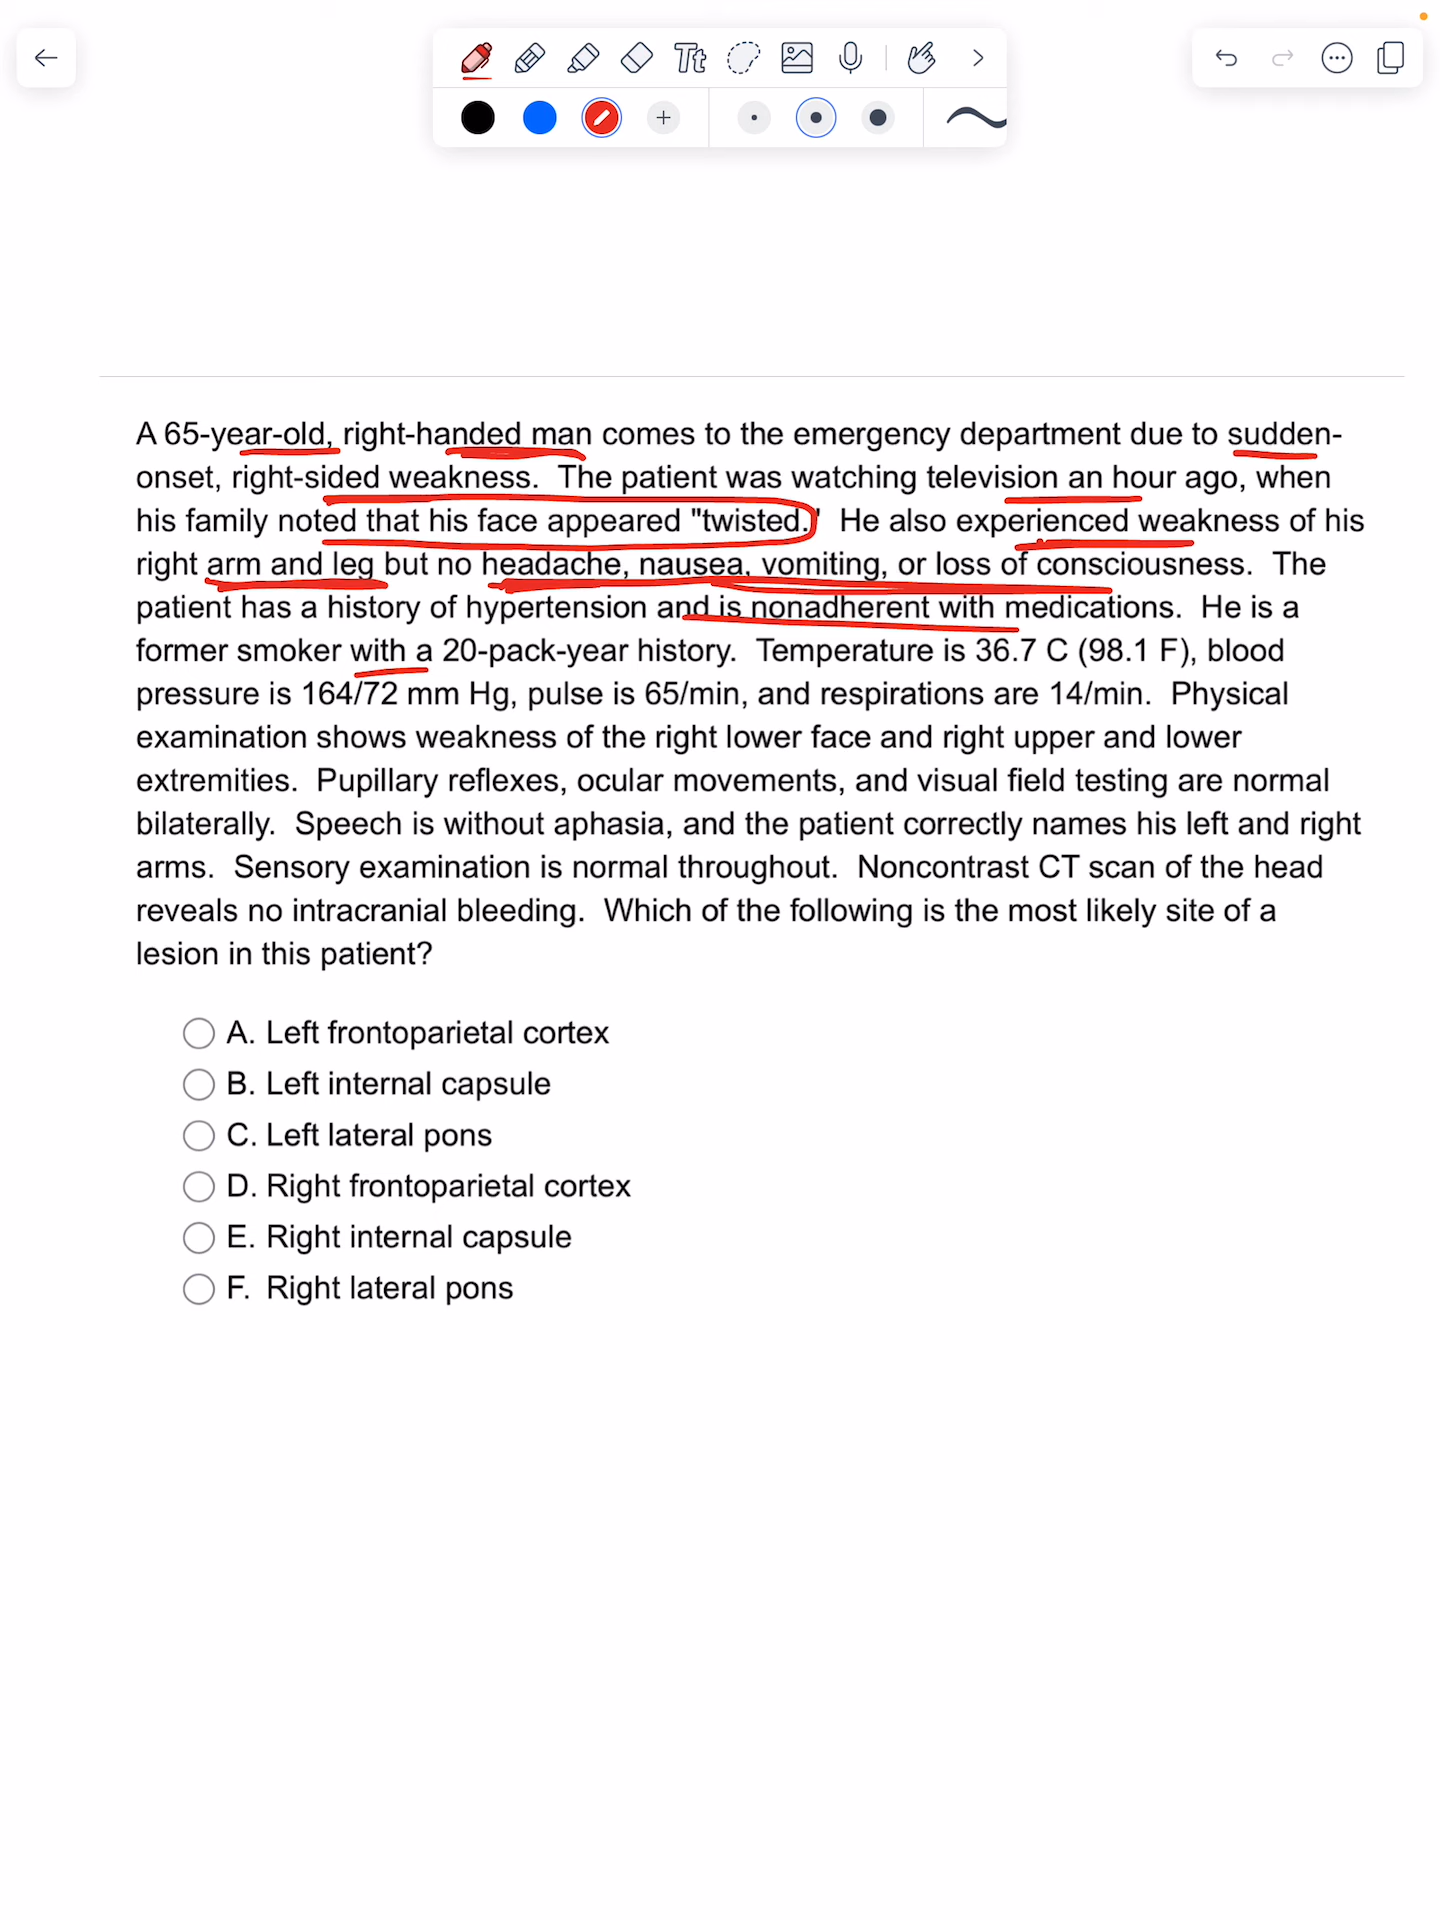 Tt
A 65-year-old, right-handed man comes to the emergency department due to sudden-
onset, right-sided weakness. The patient was watching television an hour ago, when
his family noted that his face appeared "twisted." He also experienced weakness of his
right arm and leg but no headache, nausea, vomiting, or loss of consciousness. The
patient has a history of hypertension and is nonadherent with medications. He is a
former smoker with a 20-pack-year history. Temperature is 36.7 C (98.1 F), blood
pressure is 164/72 mm Hg, pulse is 65/min, and respirations are 14/min. Physical
examination shows weakness of the right lower face and right upper and lower
extremities. Pupillary reflexes, ocular movements, and visual field testing are normal
bilaterally. Speech is without aphasia, and the patient correctly names his left and right
arms. Sensory examination is normal throughout. Noncontrast CT scan of the head
reveals no intracranial bleeding. Which of the following is the most likely site of a
lesion in this patient?
A. Left frontoparietal cortex
B. Left internal capsule
C. Left lateral pons
D. Right frontoparietal cortex
E. Right internal capsule
F. Right lateral pons